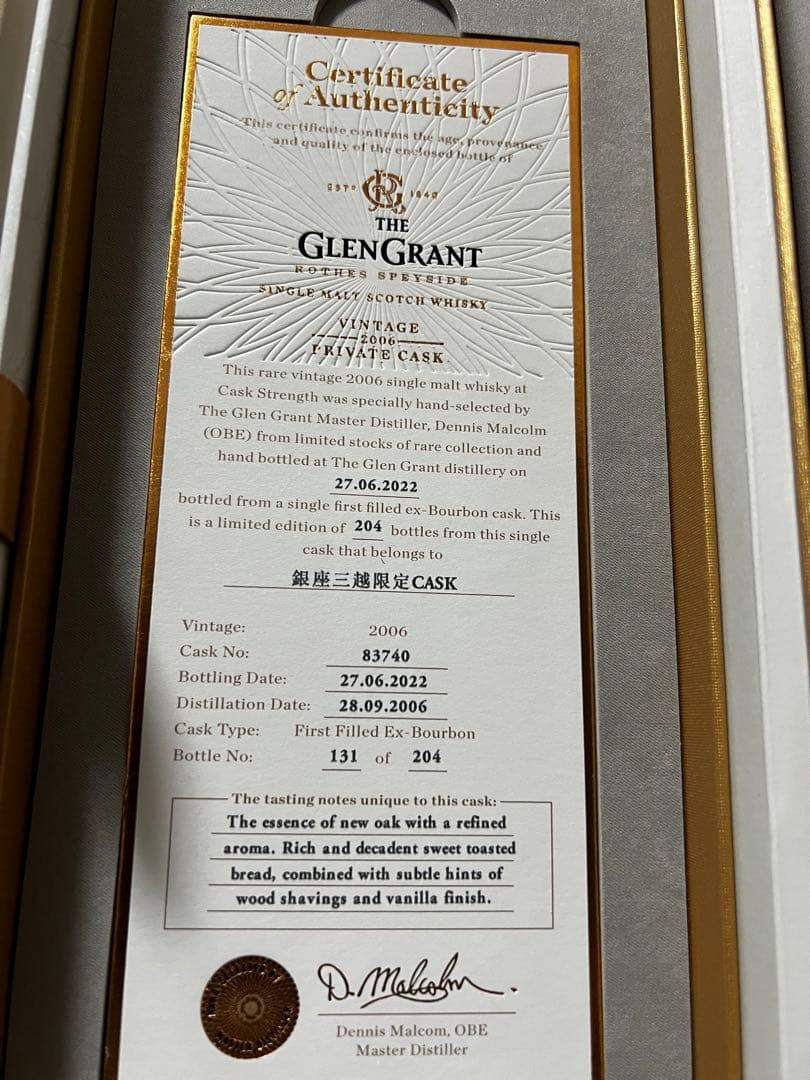 Certificate
of Authenticity
This certificate confirms the age, provenance
and quality of the enclosed bottle of
ESTD 1840
THE
GLENGRANT
ROTHES SPEYSIDE
SINGLE MALT SCOTCH WHISKY
VINTAGE
2006
PRIVATE CASK
This rare vintage 2006 single malt whisky at
Cask Strength was specially hand-selected by
The Glen Grant Master Distiller, Dennis Malcolm
(OBE) from limited stocks of rare collection and
hand bottled at The Glen Grant distillery on
27.06.2022
bottled from a single first filled ex-Bourbon cask. This
is a limited edition of 204 bottles from this single
cask that belongs to
銀座三越限定CASK
Vintage: 2006
Cask No: 83740
Bottling Date: 27.06.2022
Distillation Date: 28.09.2006
Cask Type: First Filled Ex-Bourbon
Bottle No: 131 of 204
The tasting notes unique to this cask:
The essence of new oak with a refined
aroma. Rich and decadent sweet toasted
bread, combined with subtle hints of
wood shavings and vanilla finish.
D. Malcolm.
Dennis Malcom, OBE
Master Distiller